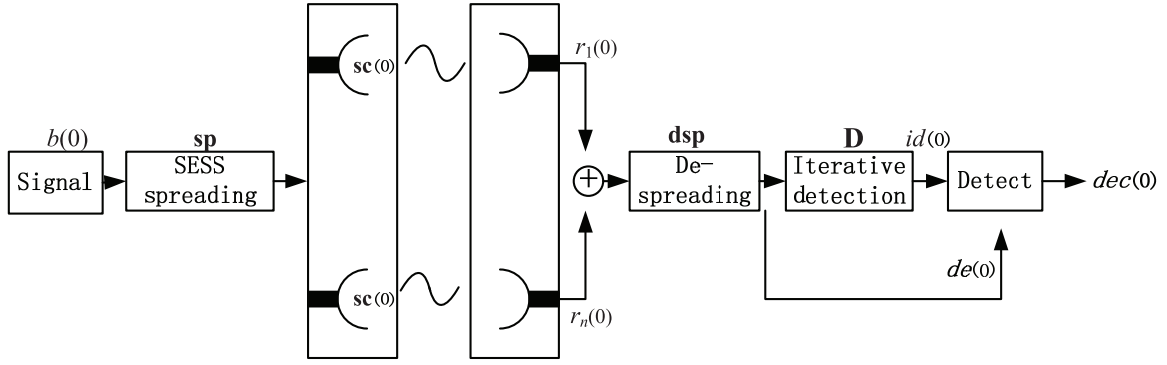 b(0)
Signal
sp
SESS
spreading
sc(0)
sc(0)
r1(0)
rn(0)
+
dsp
De-
spreading
D
Iterative
detection
id(0)
Detect
de(0)
dec(0)